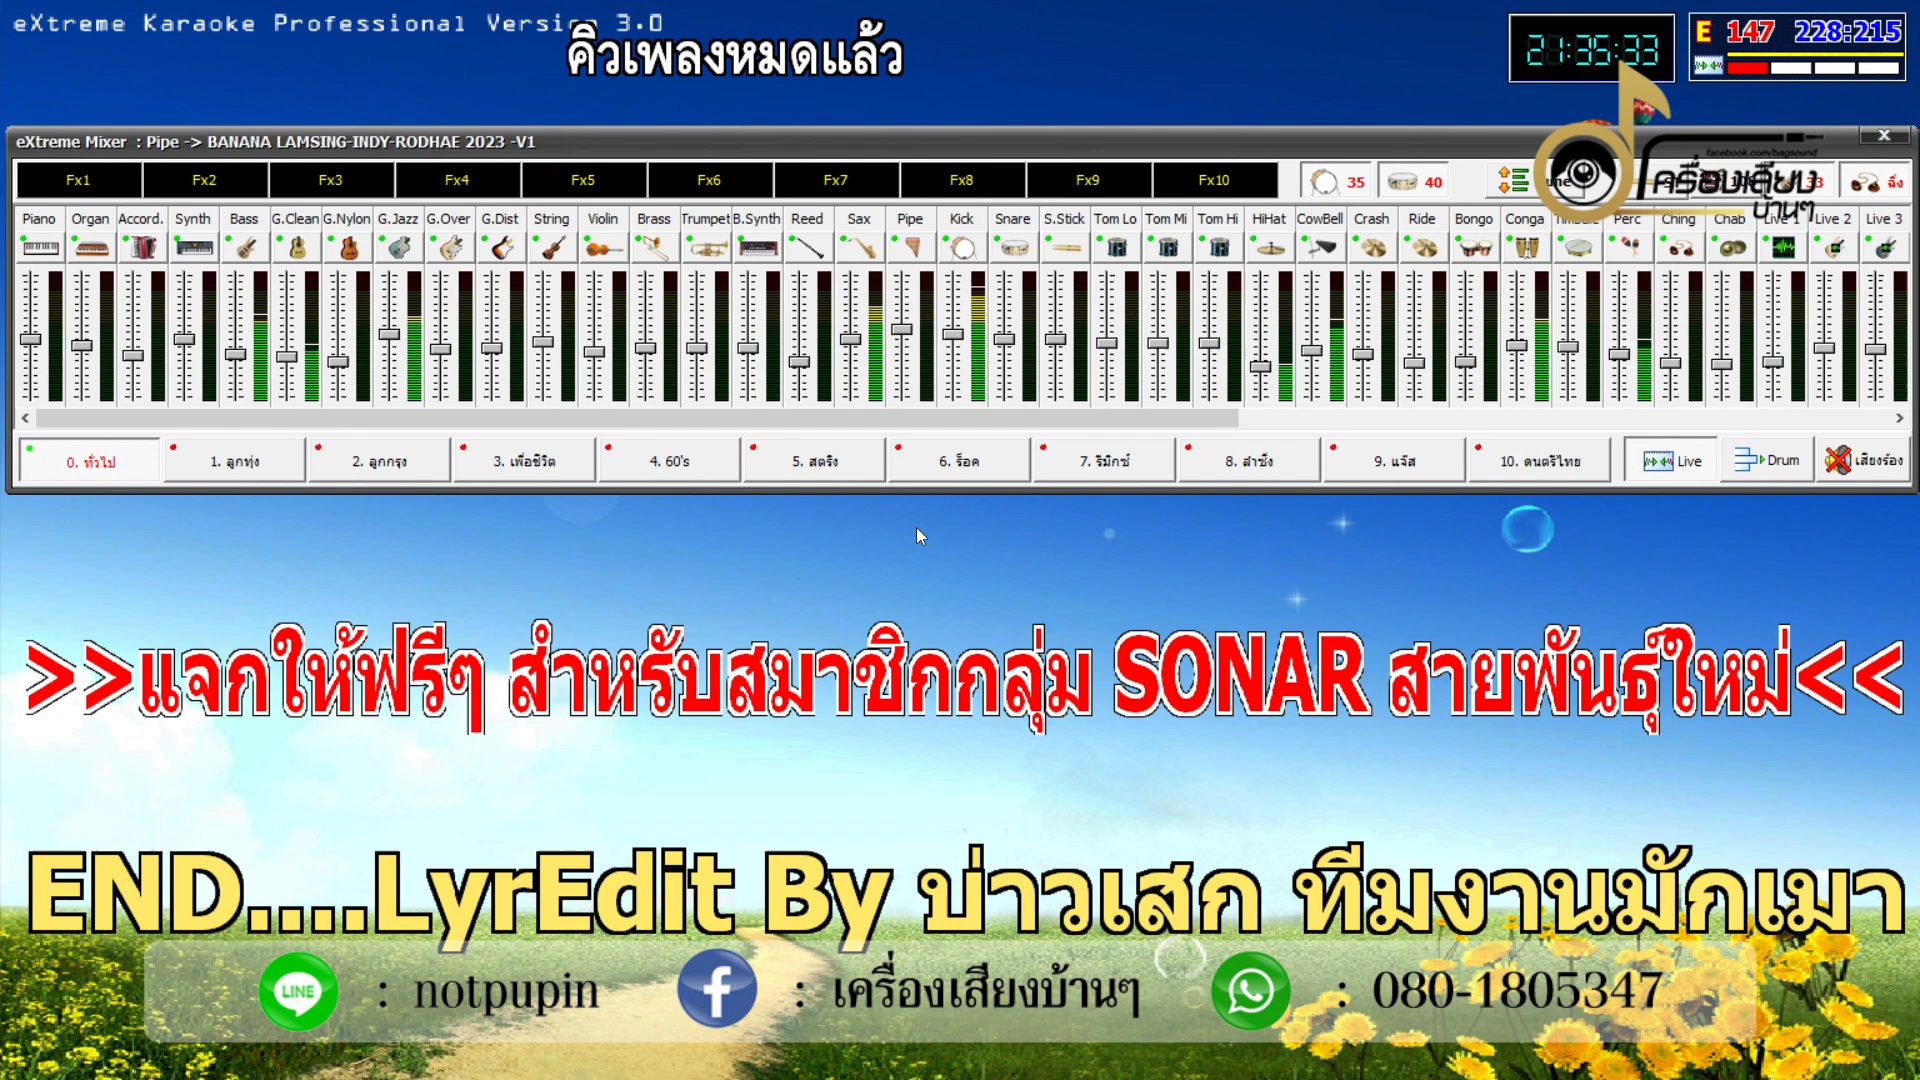 eXtreme Karaoke Professional Version 3.0
คิวเพลงหมดแล้ว
21:35:33
E 147 228:215
eXtreme Mixer : Pipe -> BANANA LAMSING-INDY-RODHAE 2023 -V1
X
facebook.com/bagsound
เครื่องเสียง
บ้านๆ
Fx1 Fx2 Fx3 Fx4 Fx5 Fx6 Fx7 Fx8 Fx9 Fx10 35 40 33 ฉิ่ง
Piano Organ Accord. Synth Bass G.Clean G.Nylon G.Jazz G.Over G.Dist String Violin Brass Trumpet B.Synth Reed Sax Pipe Kick Snare S.Stick Tom Lo Tom Mi Tom Hi HiHat CowBell Crash Ride Bongo Conga Timbale Perc Ching Chab Live 1 Live 2 Live 3
0. ทั่วไป 1. ลูกทุ่ง 2. ลูกกรุง 3. เพื่อชีวิต 4. 60's 5. สตริง 6. ร็อค 7. รีมิกซ์ 8. ลำซิ่ง 9. แจ๊ส 10. ดนตรีไทย Live Drum เสียงร้อง
>>แจกให้ฟรีๆ สำหรับสมาชิกกลุ่ม SONAR สายพันธุ์ใหม่<<
END....LyrEdit By บ่าวเสก ทีมงานมักเมา
LINE : notpupin f : เครื่องเสียงบ้านๆ : 080-1805347